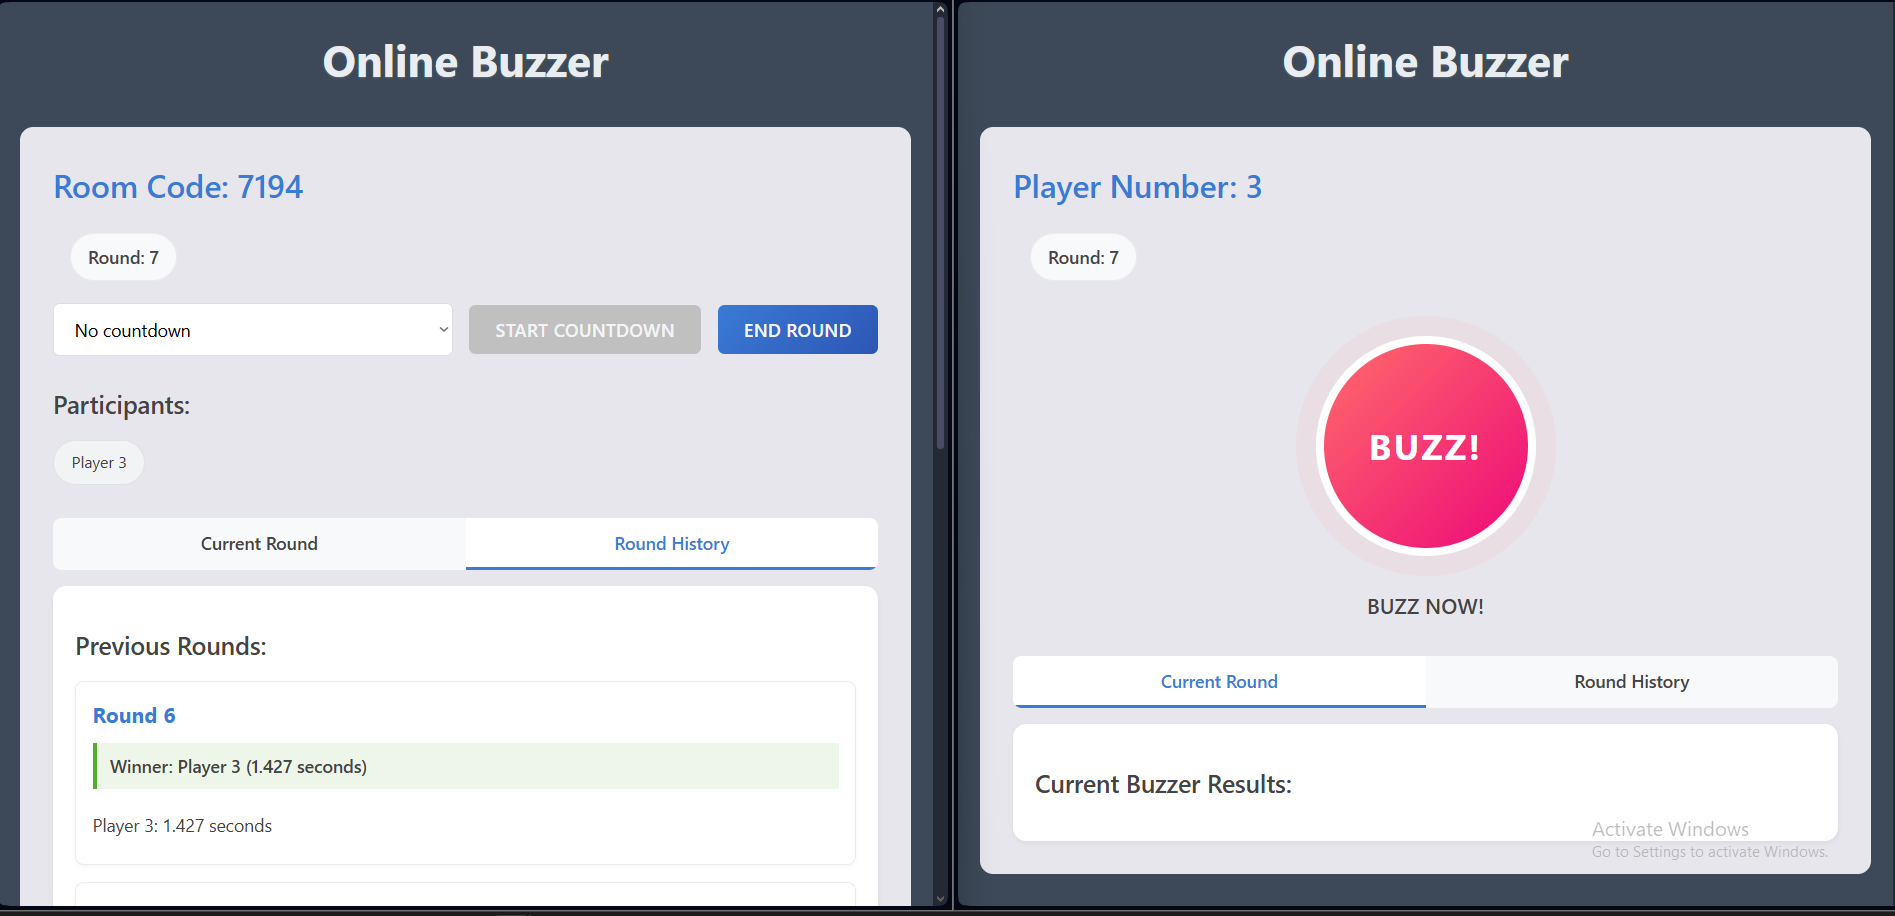 Online Buzzer
Room Code: 7194
Round: 7
No countdown
START COUNTDOWN
END ROUND
Participants:
Player 3
Current Round
Round History
Previous Rounds:
Round 6
Winner: Player 3 (1.427 seconds)
Player 3: 1.427 seconds
Online Buzzer
Player Number: 3
Round: 7
BUZZ!
BUZZ NOW!
Current Round
Round History
Current Buzzer Results:
Activate Windows
Go to Settings to activate Windows.